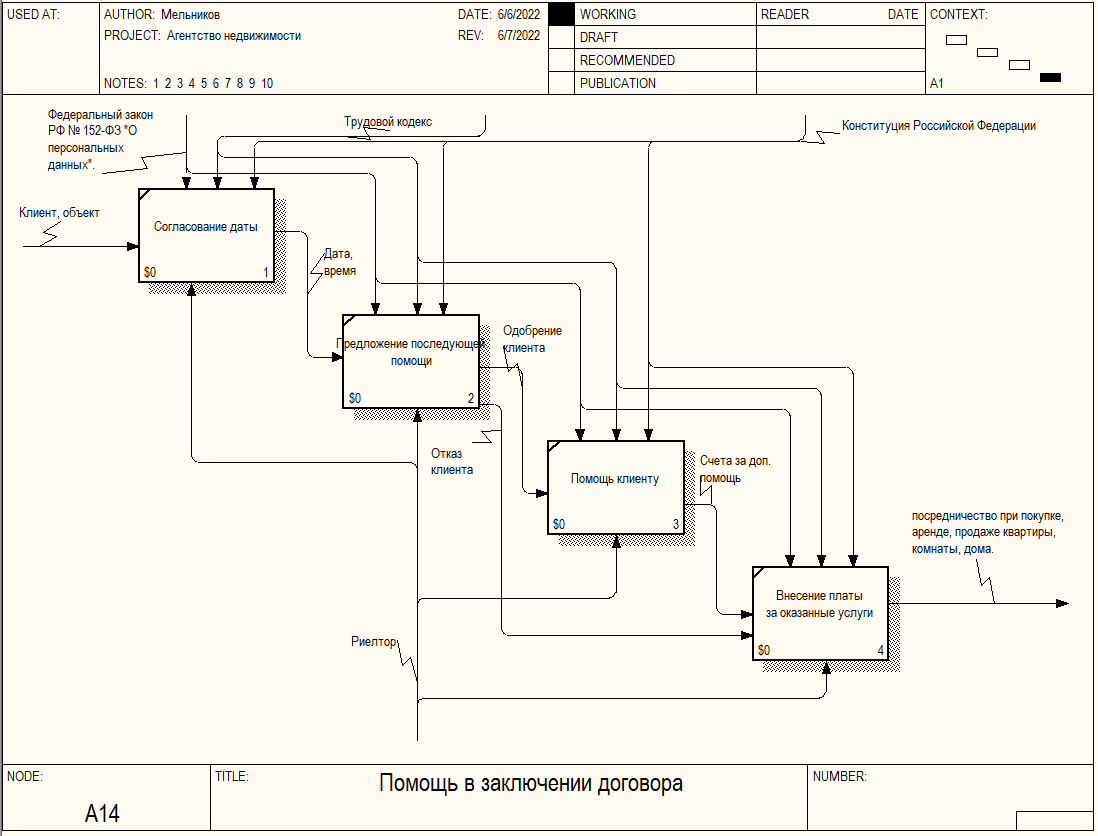 USED AT:
AUTHOR: Мельников
DATE: 6/6/2022
PROJECT: Агентство недвижимости
REV: 6/7/2022
NOTES: 1 2 3 4 5 6 7 8 9 10
WORKING
DRAFT
RECOMMENDED
PUBLICATION
READER
DATE
CONTEXT:
A1
Федеральный закон
РФ № 152-ФЗ "О
персональных
данных".
Трудовой кодекс
Конституция Российской Федерации
Клиент, объект
Согласование даты
$0
1
Дата,
время
Предложение последующей
помощи
$0
2
Одобрение
клиента
Отказ
клиента
Помощь клиенту
$0
3
Счета за доп.
помощь
посредничество при покупке,
аренде, продаже квартиры,
комнаты, дома.
Внесение платы
за оказанные услуги
$0
4
Риелтор
NODE:
A14
TITLE:
Помощь в заключении договора
NUMBER: